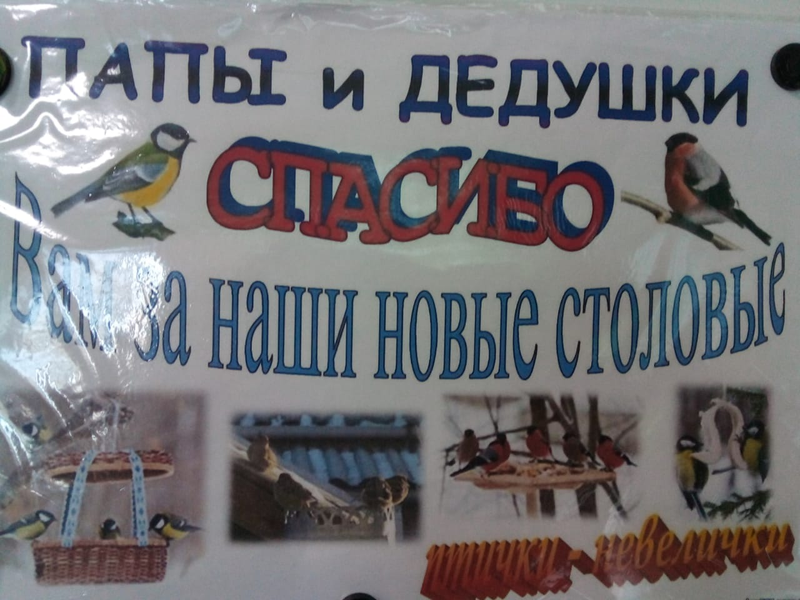 ПАПЫ и ДЕДУШКИ
СПАСИБО
Вам за наши новые столовые
птички - невелички